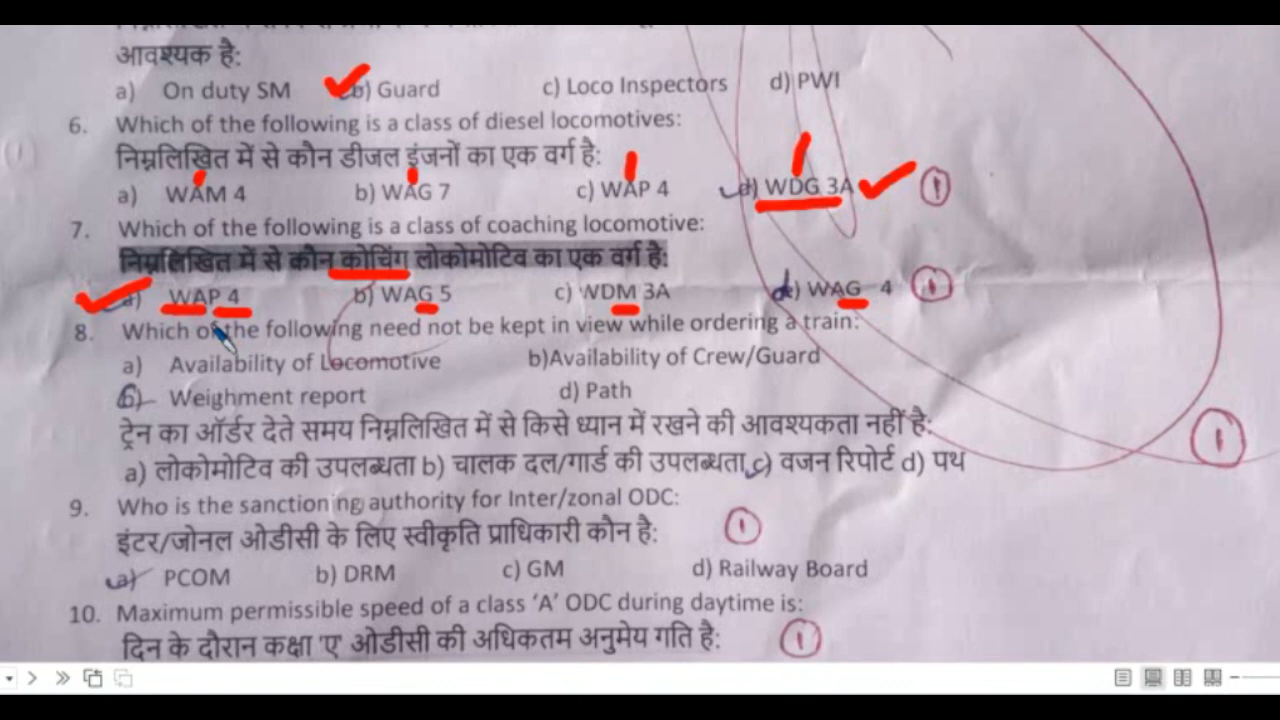 आवश्यक है:
a) On duty SM b) Guard c) Loco Inspectors d) PWI
6. Which of the following is a class of diesel locomotives:
निम्नलिखित में से कौन डीजल इंजनों का एक वर्ग है:
a) WAM 4 b) WAG 7 c) WAP 4 d) WDG 3A 1
7. Which of the following is a class of coaching locomotive:
निम्नलिखित में से कौन कोचिंग लोकोमोटिव का एक वर्ग है:
a) WAP 4 b) WAG 5 c) WDM 3A d) WAG 4 1
8. Which of the following need not be kept in view while ordering a train:
a) Availability of Locomotive b)Availability of Crew/Guard
Weighment report d) Path
ट्रेन का ऑर्डर देते समय निम्नलिखित में से किसे ध्यान में रखने की आवश्यकता नहीं है: 1
a) लोकोमोटिव की उपलब्धता b) चालक दल/गार्ड की उपलब्धता c) वजन रिपोर्ट d) पथ
9. Who is the sanctioning authority for Inter/zonal ODC:
इंटर/जोनल ओडीसी के लिए स्वीकृति प्राधिकारी कौन है: 1
a) PCOM b) DRM c) GM d) Railway Board
10. Maximum permissible speed of a class ‘A’ ODC during daytime is:
दिन के दौरान कक्षा 'ए' ओडीसी की अधिकतम अनुमेय गति है: 1